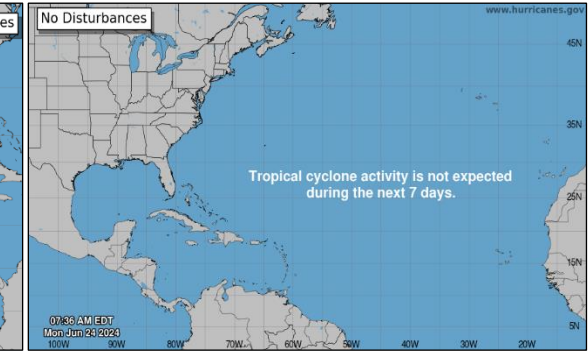 es
No Disturbances
www.hurricanes.gov
45N
35N
Tropical cyclone activity is not expected
during the next 7 days.
25N
15N
07:36 AM EDT
Mon Jun 24 2024
5N
100W 90W 80W 70W 60W 50W 40W 30W 20W